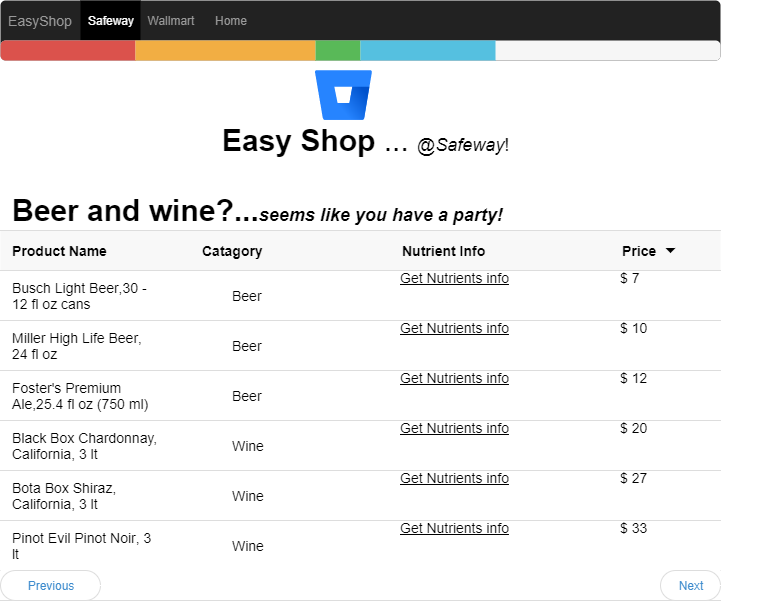 EasyShop Safeway Wallmart Home
Easy Shop ... @Safeway!
Beer and wine?...seems like you have a party!
Product Name Catagory Nutrient Info Price
Busch Light Beer,30 -
12 fl oz cans
Beer
Get Nutrients info
$ 7
Miller High Life Beer,
24 fl oz
Beer
Get Nutrients info
$ 10
Foster's Premium
Ale,25.4 fl oz (750 ml)
Beer
Get Nutrients info
$ 12
Black Box Chardonnay,
California, 3 lt
Wine
Get Nutrients info
$ 20
Bota Box Shiraz,
California, 3 lt
Wine
Get Nutrients info
$ 27
Pinot Evil Pinot Noir, 3
lt
Wine
Get Nutrients info
$ 33
Previous Next